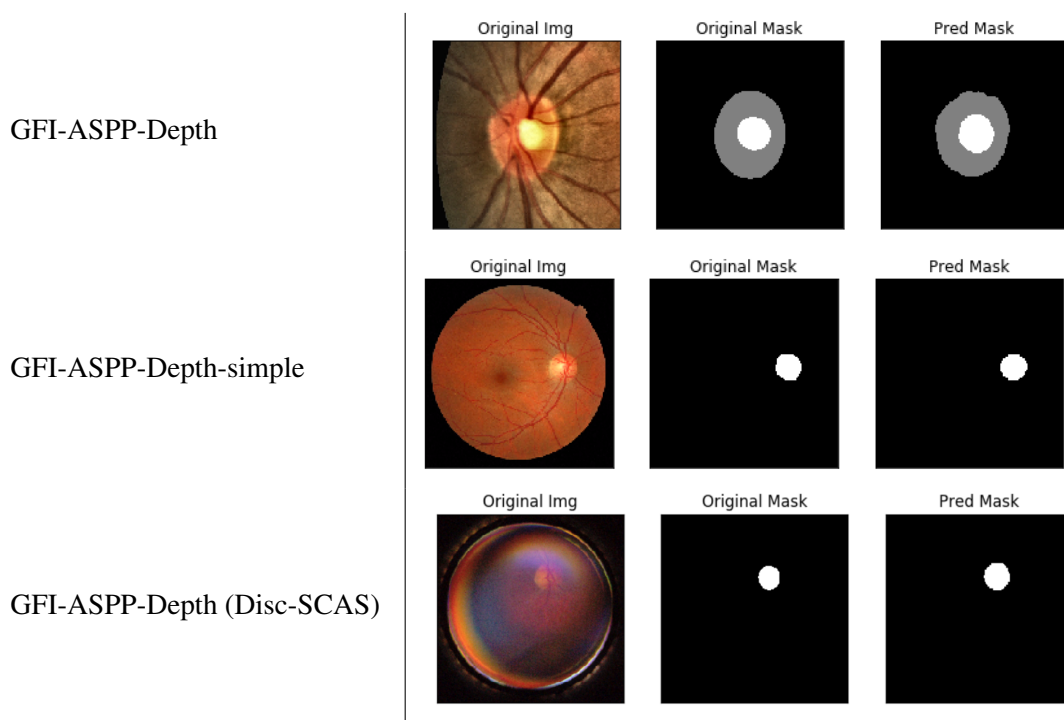 Original Img Original Mask Pred Mask
GFI-ASPP-Depth
Original Img Original Mask Pred Mask
GFI-ASPP-Depth-simple
Original Img Original Mask Pred Mask
GFI-ASPP-Depth (Disc-SCAS)